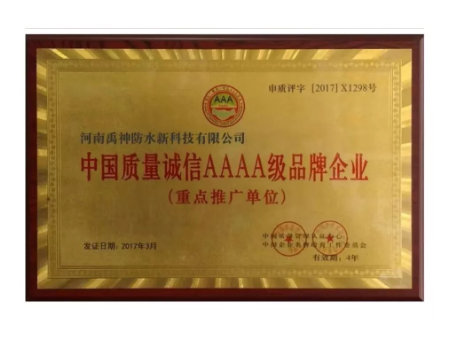 AAA
申质评字 [2017] X1298号
河南禹神防水新科技有限公司
中国质量诚信AAAA级品牌企业
(重点推广单位)
发证日期: 2017年3月
有效期: 4年